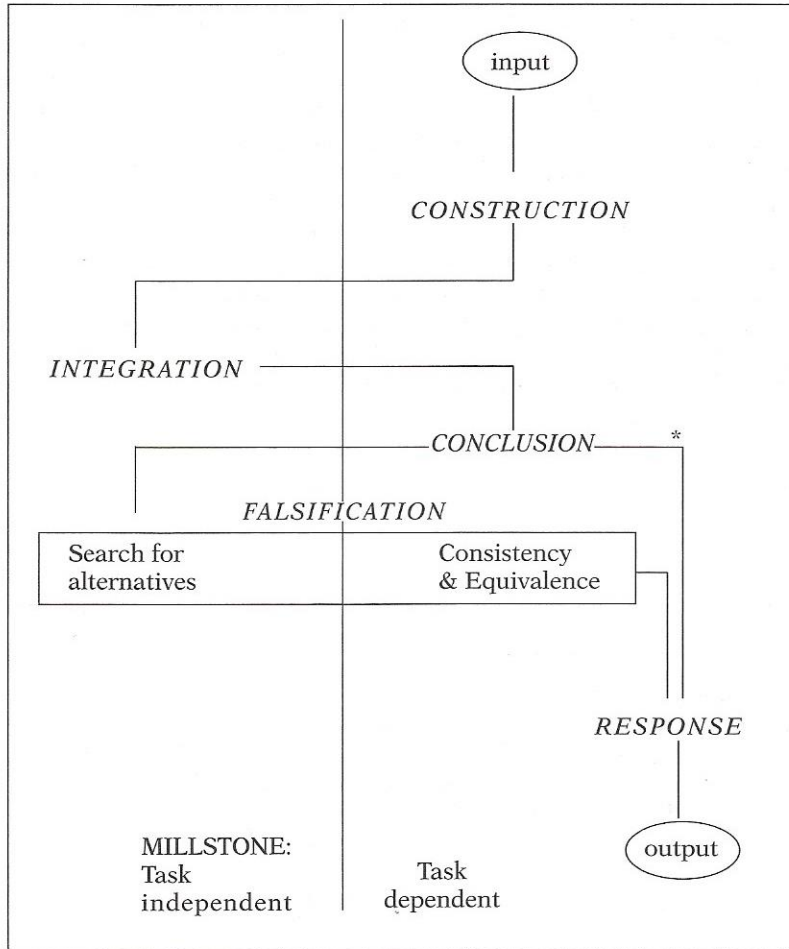 input
CONSTRUCTION
INTEGRATION
CONCLUSION
*
FALSIFICATION
Search for
alternatives
Consistency
& Equivalence
RESPONSE
output
MILLSTONE:
Task
independent
Task
dependent